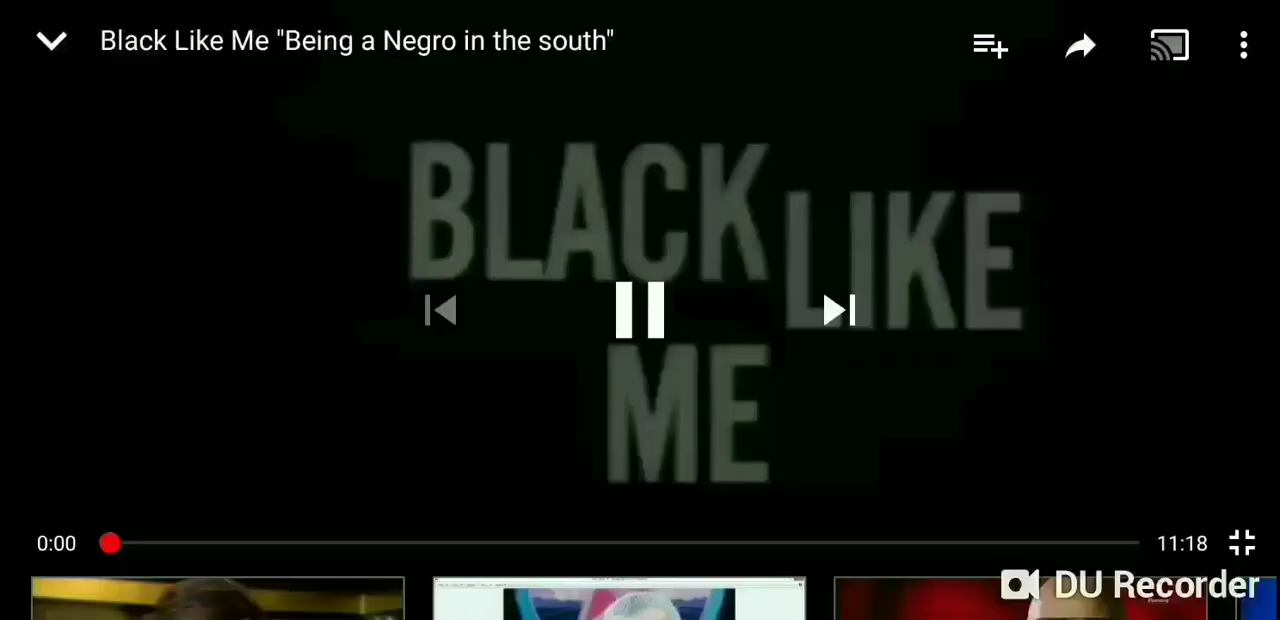 Black Like Me "Being a Negro in the south"
BLACK LIKE
ME
0:00
11:18
DU Recorder